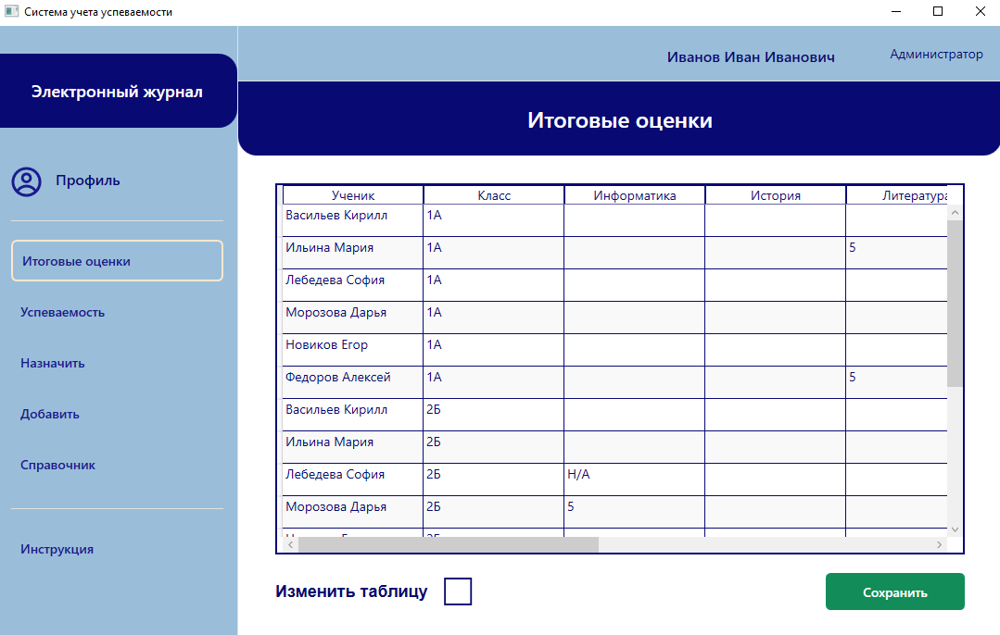 Система учета успеваемости
Иванов Иван Иванович Администратор
Электронный журнал
Итоговые оценки
Профиль
Итоговые оценки
Успеваемость
Назначить
Добавить
Справочник
Инструкция
Ученик Класс Информатика История Литература
Васильев Кирилл 1А
Ильина Мария 1А 5
Лебедева София 1А
Морозова Дарья 1А
Новиков Егор 1А
Федоров Алексей 1А 5
Васильев Кирилл 2Б
Ильина Мария 2Б
Лебедева София 2Б Н/А
Морозова Дарья 2Б 5
Изменить таблицу
Сохранить